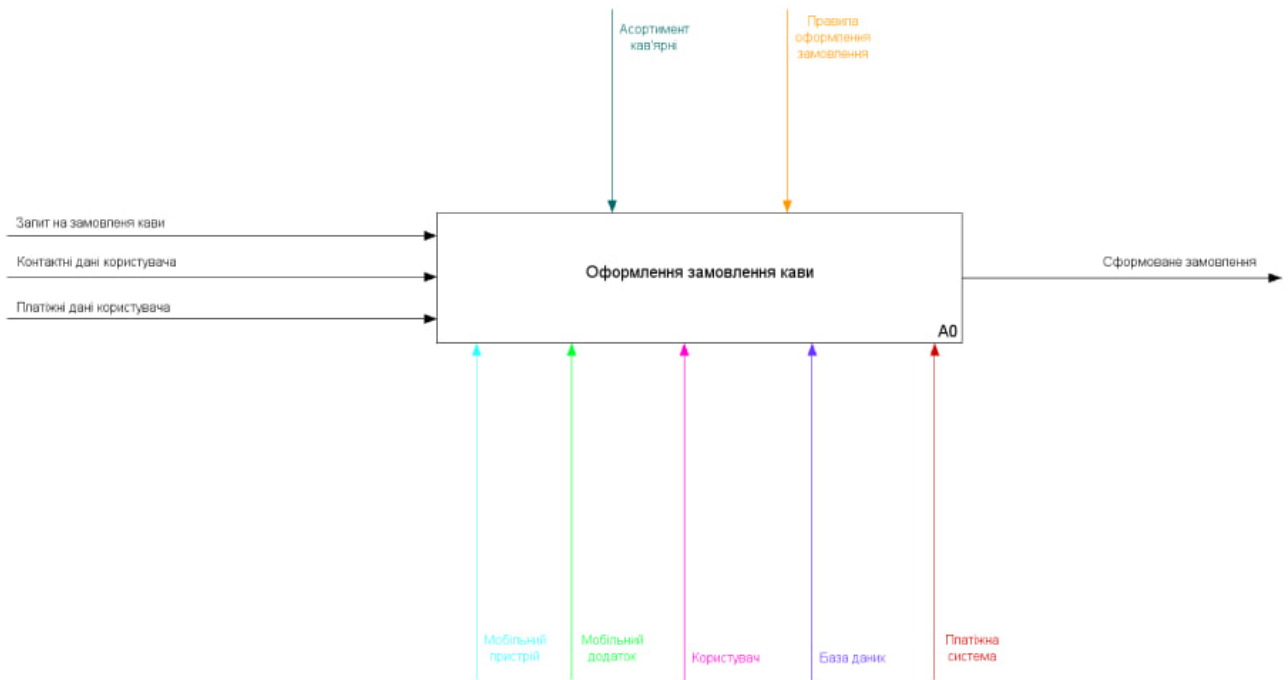 Асортимент
кав'ярні
Правила
оформлення
замовлення
Запит на замовленя кави
Контактні дані користувача
Платіжні дані користувача
Оформлення замовлення кави
A0
Сформоване замовлення
Мобільний
пристрій
Мобільний
додаток
Користувач
База даних
Платіжна
система